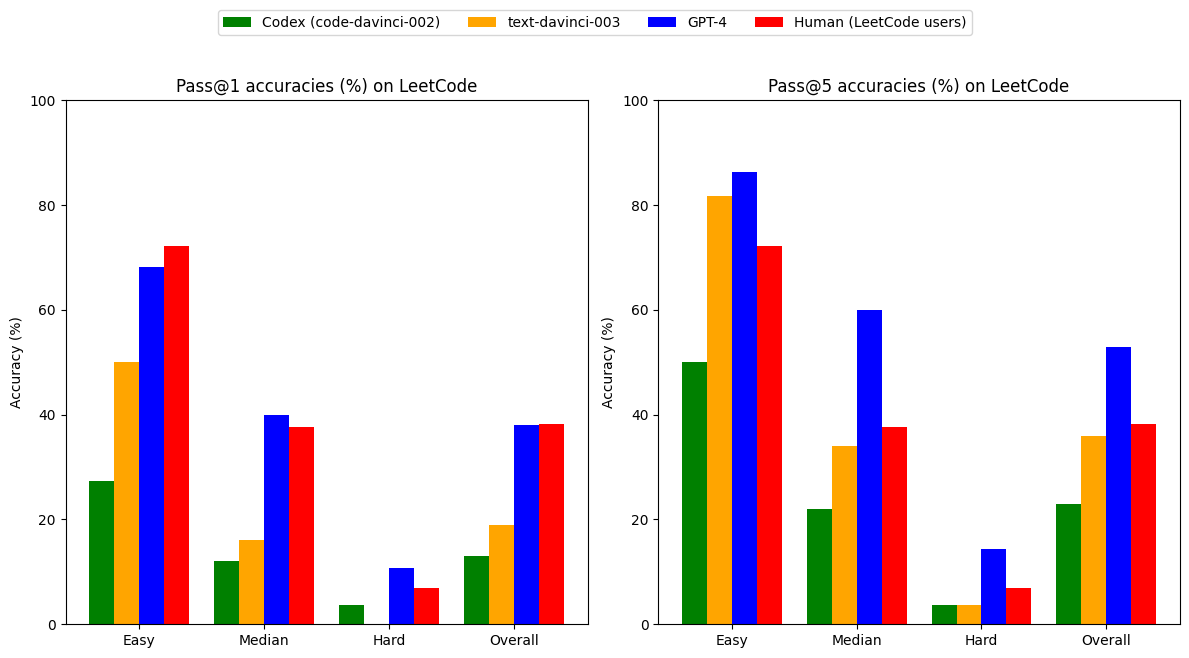 Codex (code-davinci-002) text-davinci-003 GPT-4 Human (LeetCode users)
Pass@1 accuracies (%) on LeetCode
100
80
60
40
20
0
Accuracy (%)
Easy Median Hard Overall
Pass@5 accuracies (%) on LeetCode
100
80
60
40
20
0
Accuracy (%)
Easy Median Hard Overall